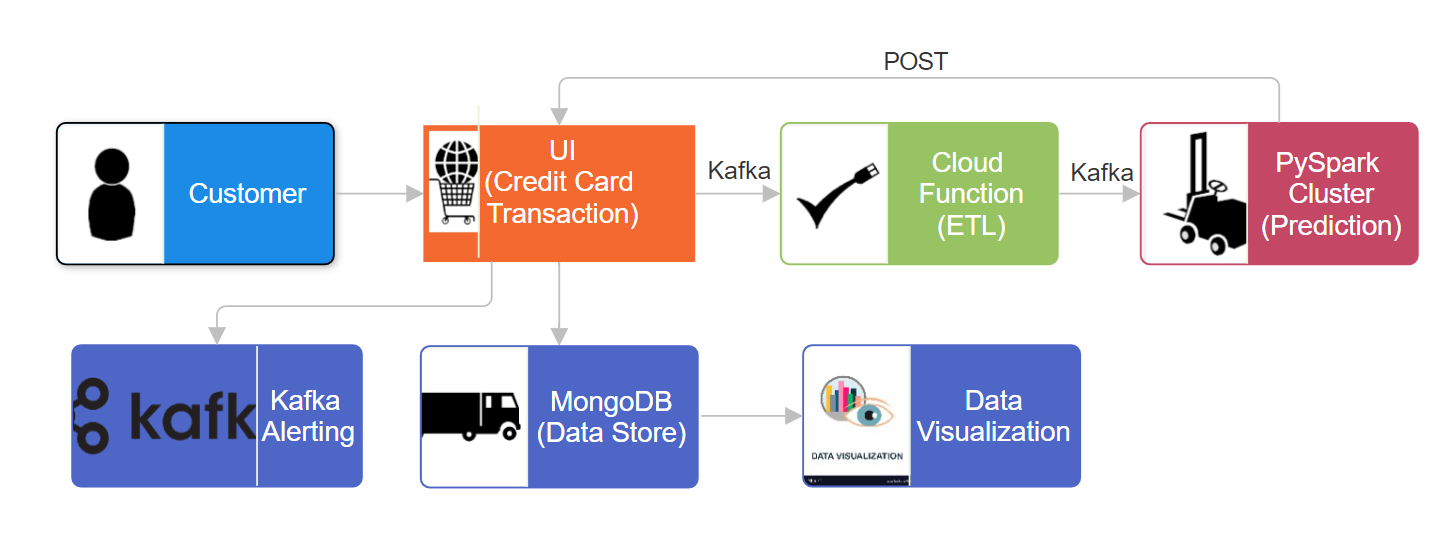 POST
Customer
UI
(Credit Card
Transaction)
Kafka
Cloud
Function
(ETL)
Kafka
PySpark
Cluster
(Prediction)
kafk
Kafka
Alerting
MongoDB
(Data Store)
DATA VISUALIZATION
Data
Visualization